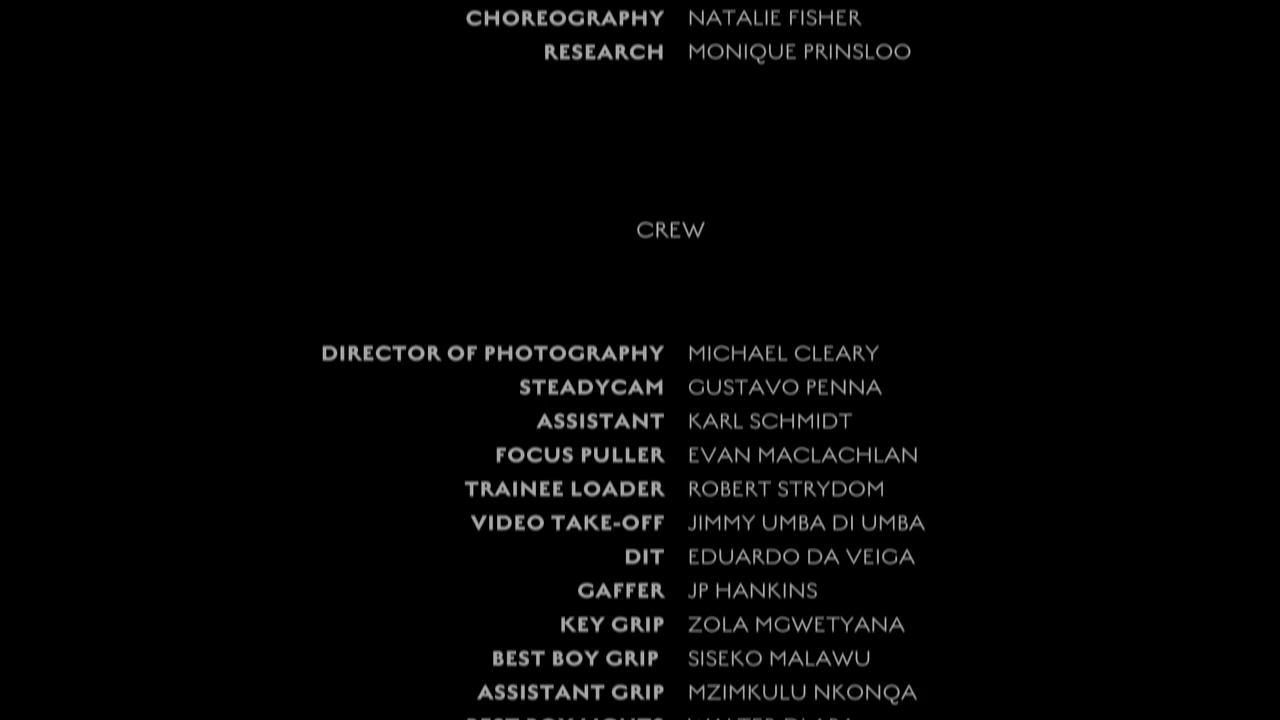 CHOREOGRAPHY NATALIE FISHER
RESEARCH MONIQUE PRINSLOO
CREW
DIRECTOR OF PHOTOGRAPHY MICHAEL CLEARY
STEADYCAM GUSTAVO PENNA
ASSISTANT KARL SCHMIDT
FOCUS PULLER EVAN MACLACHLAN
TRAINEE LOADER ROBERT STRYDOM
VIDEO TAKE-OFF JIMMY UMBA DI UMBA
DIT EDUARDO DA VEIGA
GAFFER JP HANKINS
KEY GRIP ZOLA MGWETYANA
BEST BOY GRIP SISEKO MALAWU
ASSISTANT GRIP MZIMKULU NKONQA